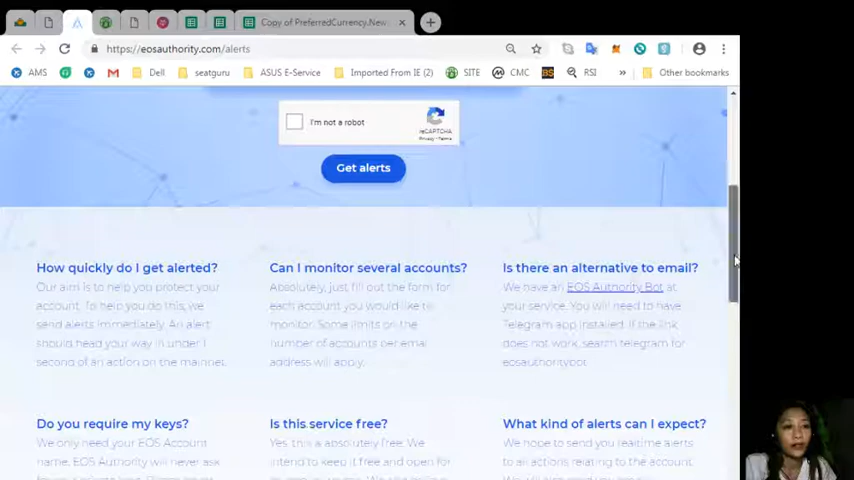 Copy of PreferredCurrency.New
https://eosauthority.com/alerts
AMS Dell seatguru ASUS E-Service Imported From IE (2) SITE CMC BS RSI » Other bookmarks
I'm not a robot
reCAPTCHA
Privacy - Terms
Get alerts
How quickly do I get alerted?
Our aim is to help you protect your
account. To help you do this, we
send alerts immediately. An alert
should head your way in under 1
second of an action on the mainnet.
Can I monitor several accounts?
Absolutely, just fill out the form for
each account you would like to
monitor. Some limits on the
number of accounts per email
address will apply.
Is there an alternative to email?
We have an EOS Authority Bot at
your service. You will need to have
Telegram app installed. If the link
does not work, search telegram for
eosauthoritybot.
Do you require my keys?
We only need your EOS Account
name. EOS Authority will never ask
Is this service free?
Yes, this is absolutely free. We
intend to keep it free and open for
What kind of alerts can I expect?
We hope to send you realtime alerts
to all actions relating to the account.